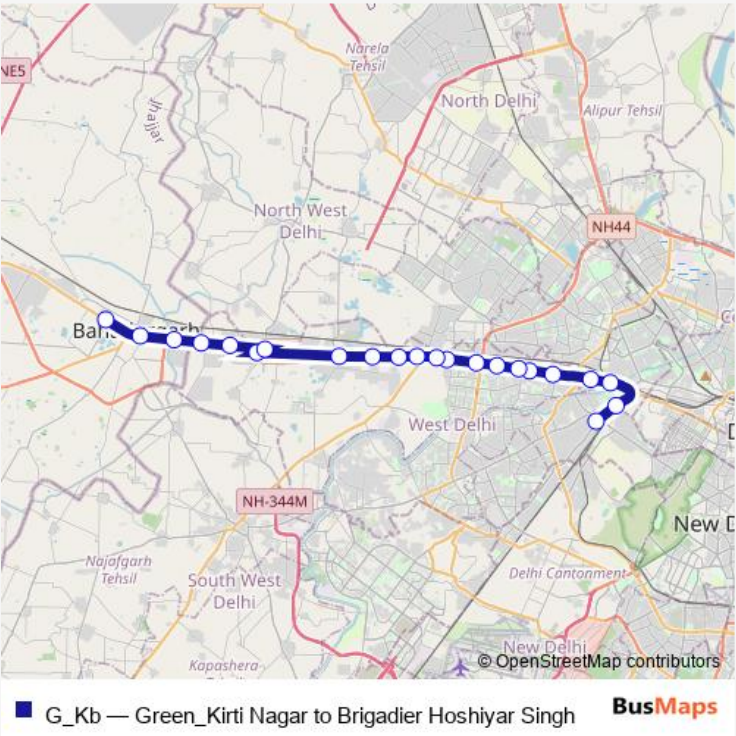 NE5
Narela
Tehsil
Jhajjar
North Delhi
Alipur Tehsil
North West
Delhi
NH44
West Delhi
NH-344M
New D
Najafgarh
Tehsil
South West
Delhi
Delhi Cantonment
New Delhi
Kapashera
© OpenStreetMap contributors
G_Kb — Green_Kirti Nagar to Brigadier Hoshiyar Singh
BusMaps